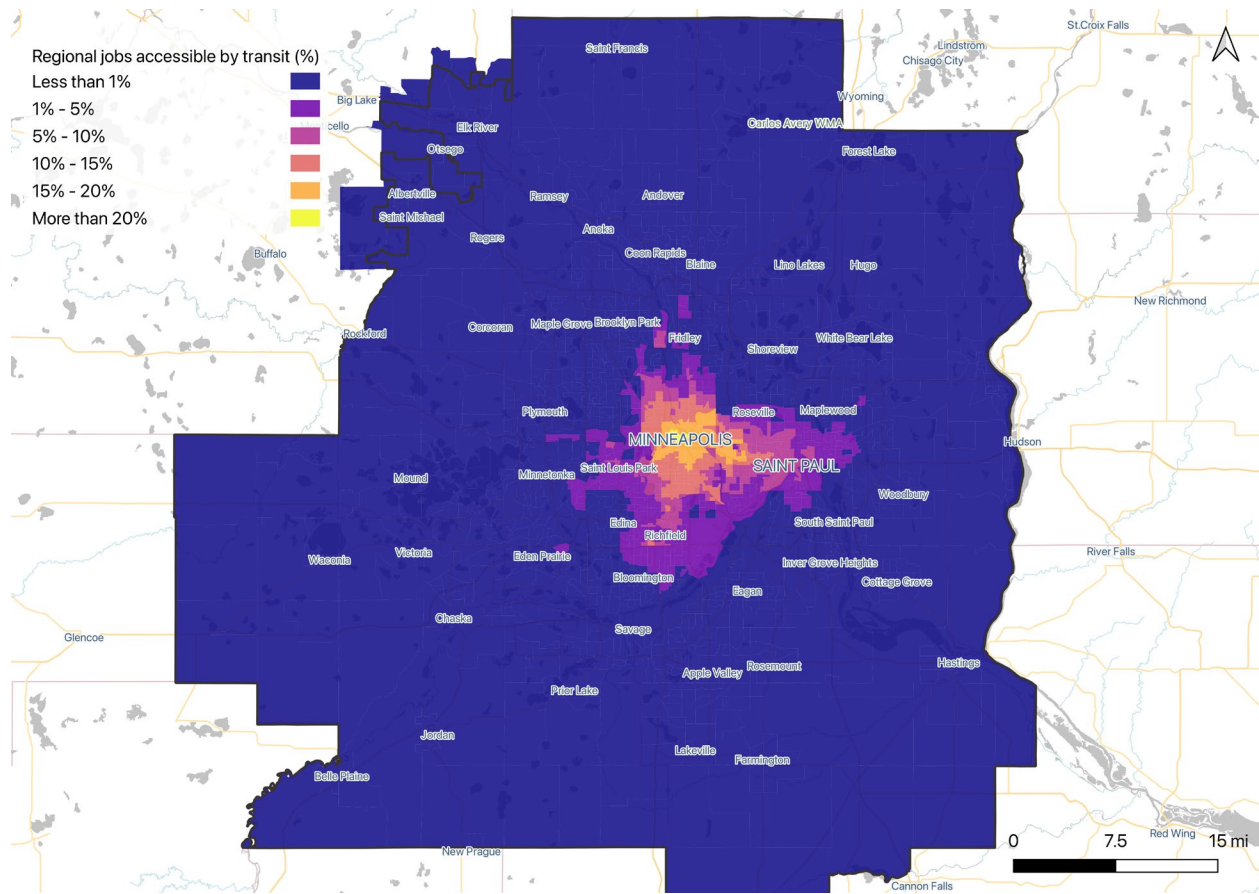 Regional jobs accessible by transit (%)
Less than 1%
1% - 5%
5% - 10%
10% - 15%
15% - 20%
More than 20%
St.Croix Falls
Saint Francis
Lindström
Chisago City
Big Lake
Wyoming
Elk River
Carlos Avery WMA
Otsego
Forest Lake
Albertville
Ramsey
Andover
Saint Michael
Anoka
Rogers
Buffalo
Coon Rapids
Blaine
Lino Lakes
Hugo
New Richmond
Rockford
Corcoran
Maple Grove
Brooklyn Park
Fridley
White Bear Lake
Shoreview
Plymouth
Roseville
Maplewood
MINNEAPOLIS
Hudson
Saint Louis Park
SAINT PAUL
Minnetonka
Mound
Woodbury
Edina
South Saint Paul
Richfield
Victoria
Eden Prairie
River Falls
Waconia
Inver Grove Heights
Bloomington
Cottage Grove
Eagan
Chaska
Savage
Glencoe
Hastings
Rosemount
Apple Valley
Prior Lake
Jordan
Lakeville
Farmington
Belle Plaine
Red Wing
0 7.5 15 mi
New Prague
Cannon Falls